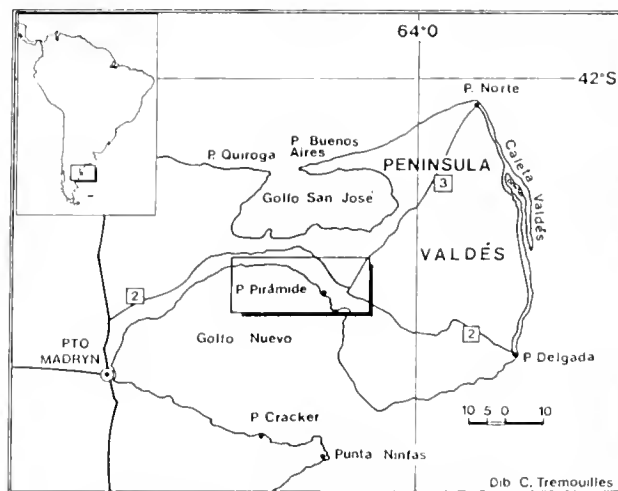 64°O
42°S
P. Norte
P. Buenos
Aires
P. Quiroga
PENINSULA
Caleta Valdés
Golfo San José
3
VALDÉS
P. Pirámide
2
Golfo Nuevo
2
PTO
MADRYN
P. Delgada
10 5 0 10
P. Cracker
Punta Ninfas
Dib C. Tremouilles